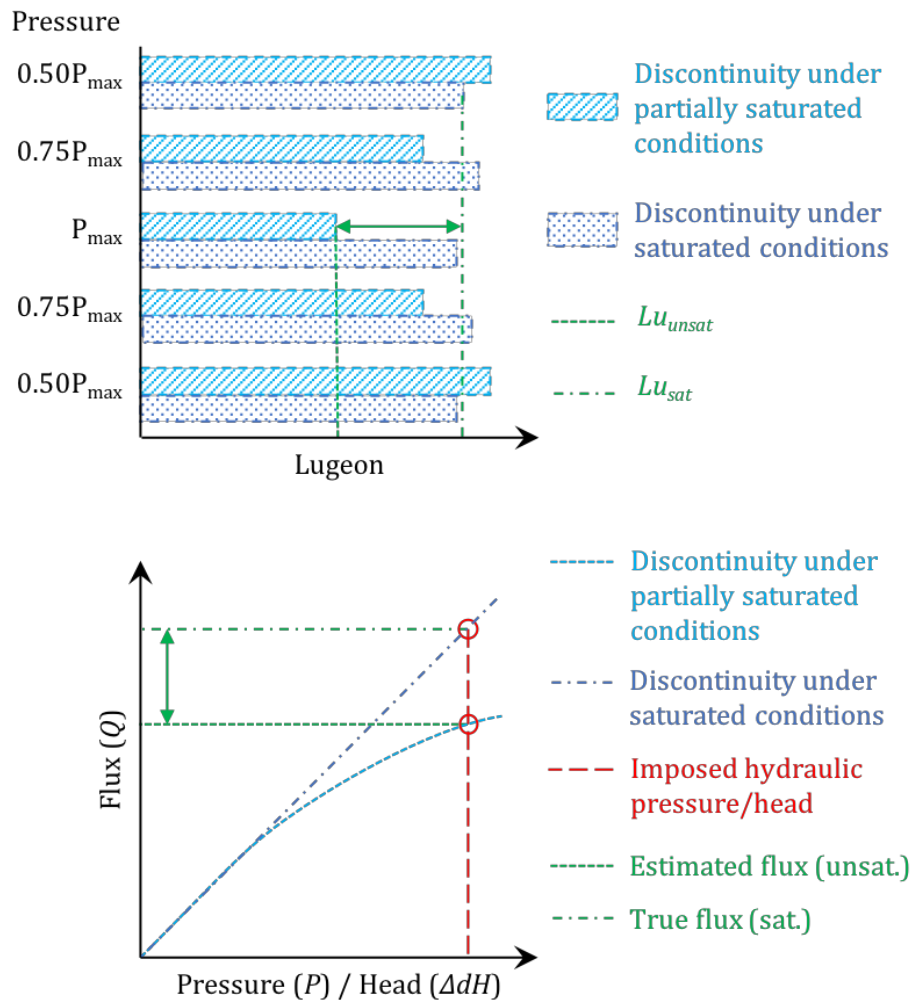 Pressure
0.50Pmax
0.75Pmax
Pmax
0.75Pmax
0.50Pmax
Lugeon
Discontinuity under
partially saturated
conditions
Discontinuity under
saturated conditions
Luunsat
Lusat
Flux (Q)
Pressure (P) / Head (ΔdH)
Discontinuity under
partially saturated
conditions
Discontinuity under
saturated conditions
Imposed hydraulic
pressure/head
Estimated flux (unsat.)
True flux (sat.)